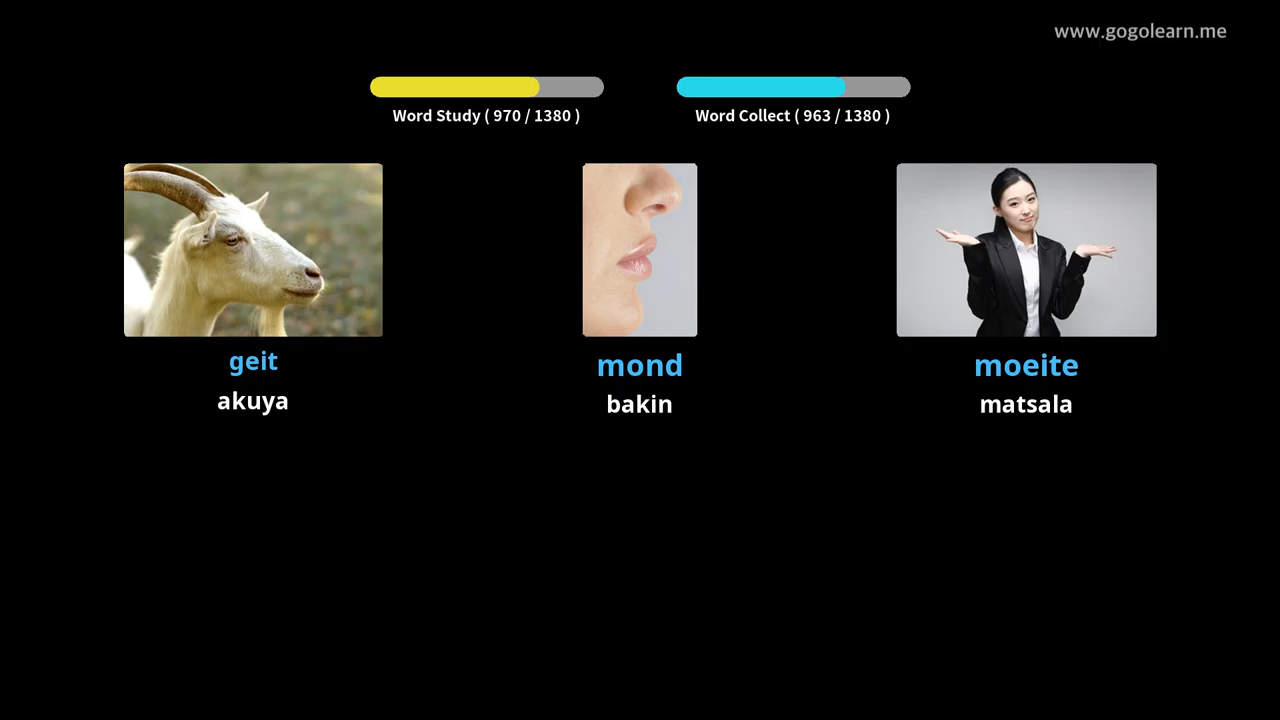 www.gogolearn.me
Word Study ( 970 / 1380 )
Word Collect ( 963 / 1380 )
geit
akuya
mond
bakin
moeite
matsala